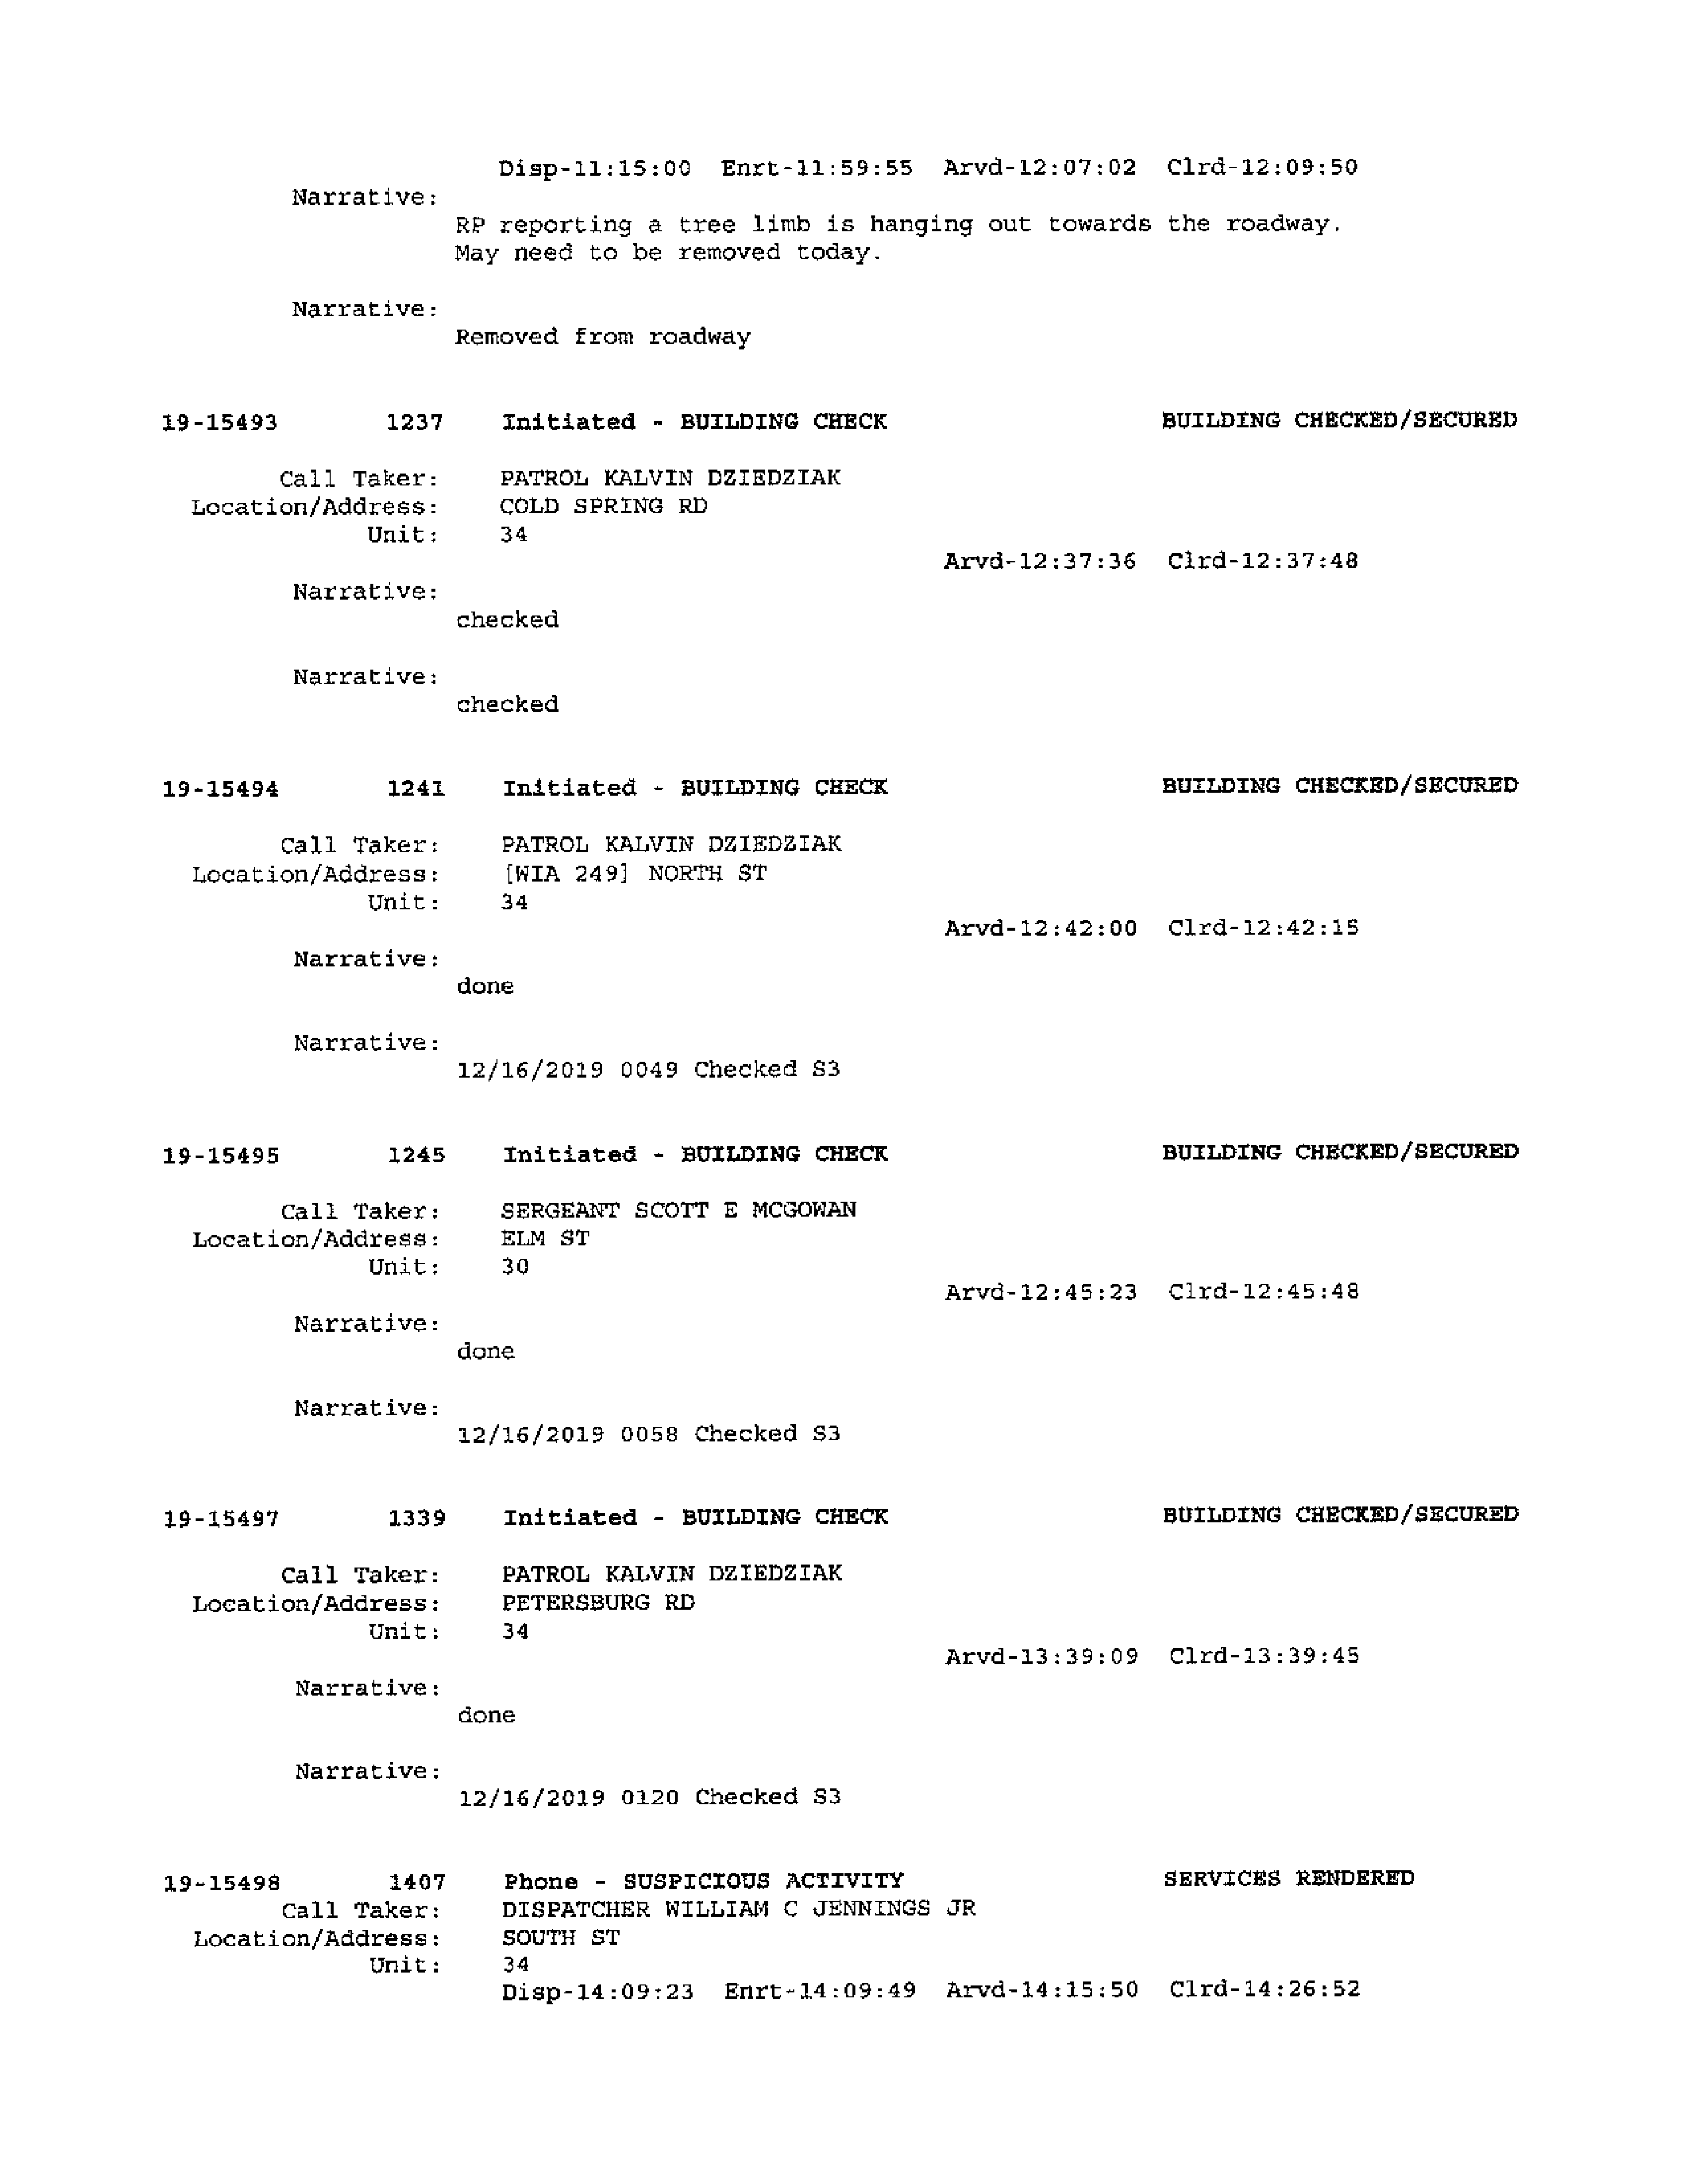 Disp-11:15:00 Enrt-11:59:55 Arvd-12:07:02 Clrd-12:09:50
Narrative:
RP reporting a tree limb is hanging out towards the roadway.
May need to be removed today.
Narrative:
Removed from roadway
19-15493 1237 Initiated - BUILDING CHECK BUILDING CHECKED/SECURED
Call Taker: PATROL KALVIN DZIEDZIAK
Location/Address: COLD SPRING RD
Unit: 34
Arvd-12:37:36 Clrd-12:37:48
Narrative:
checked
Narrative:
checked
19-15494 1241 Initiated - BUILDING CHECK BUILDING CHECKED/SECURED
Call Taker: PATROL KALVIN DZIEDZIAK
Location/Address: [WIA 249] NORTH ST
Unit: 34
Arvd-12:42:00 Clrd-12:42:15
Narrative:
done
Narrative:
12/16/2019 0049 Checked S3
19-15495 1245 Initiated - BUILDING CHECK BUILDING CHECKED/SECURED
Call Taker: SERGEANT SCOTT E MCGOWAN
Location/Address: ELM ST
Unit: 30
Arvd-12:45:23 Clrd-12:45:48
Narrative:
done
Narrative:
12/16/2019 0058 Checked S3
19-15497 1339 Initiated - BUILDING CHECK BUILDING CHECKED/SECURED
Call Taker: PATROL KALVIN DZIEDZIAK
Location/Address: PETERSBURG RD
Unit: 34
Arvd-13:39:09 Clrd-13:39:45
Narrative:
done
Narrative:
12/16/2019 0120 Checked S3
19-15498 1407 Phone - SUSPICIOUS ACTIVITY SERVICES RENDERED
Call Taker: DISPATCHER WILLIAM C JENNINGS JR
Location/Address: SOUTH ST
Unit: 34
Disp-14:09:23 Enrt-14:09:49 Arvd-14:15:50 Clrd-14:26:52